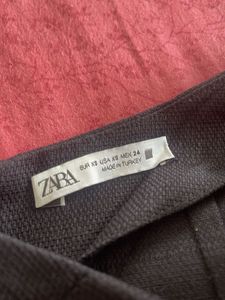 ZARA
EUR XS USA XS MEX 24
MADE IN TURKEY